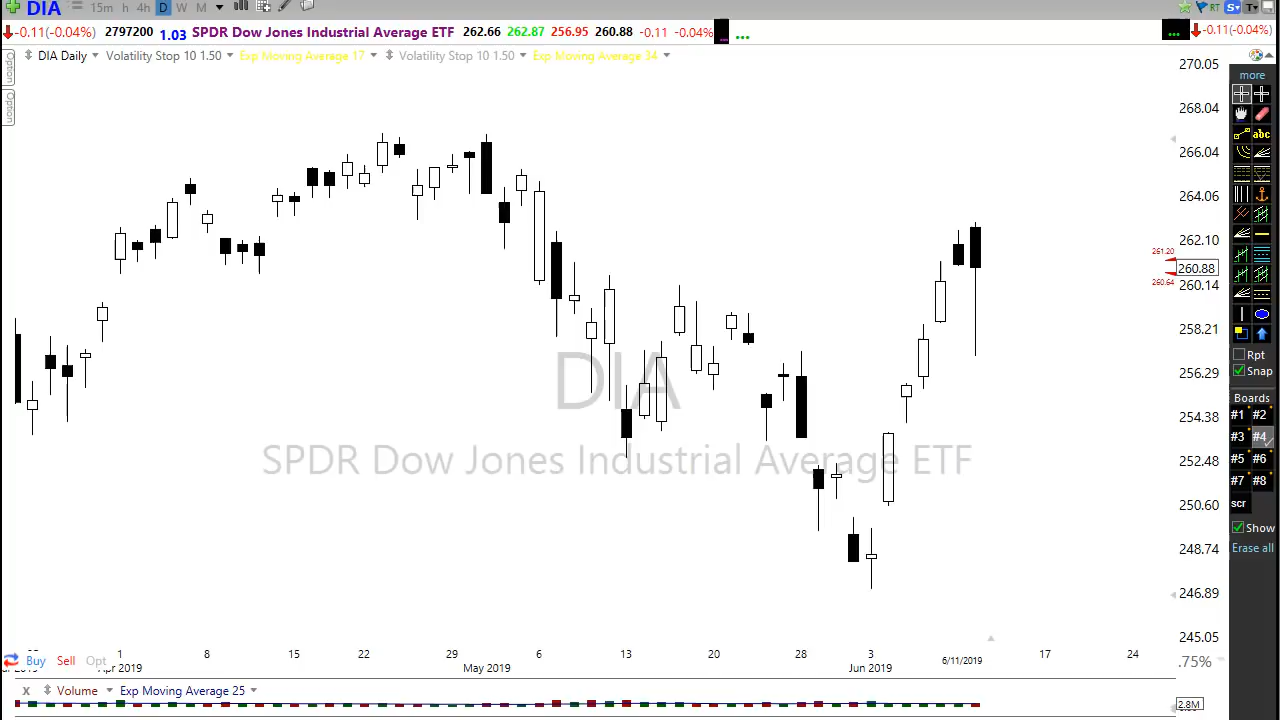 DIA 15m h 4h D W M RT S T
-0.11(-0.04%) 2797200 1.03 SPDR Dow Jones Industrial Average ETF 262.66 262.87 256.95 260.88 -0.11 -0.04% ... ... -0.11(-0.04%)
DIA Daily Volatility Stop 10 1.50 Exp Moving Average 17 Volatility Stop 10 1.50 Exp Moving Average 34
Option
Option
270.05
268.04
266.04
264.06
262.10
261.20
260.88
260.64
260.14
258.21
256.29
254.38
252.48
250.60
248.74
246.89
245.05
DIA
SPDR Dow Jones Industrial Average ETF
more
abc
Rpt
Snap
Boards
#1 #2
#3 #4
#5 #6
#7 #8
scr
Show
Erase all
1 8 15 22 29 6 13 20 28 3 6/11/2019 17 24
Buy Sell Opt
Apr 2019 May 2019 Jun 2019
.75%
x Volume Exp Moving Average 25
2.8M